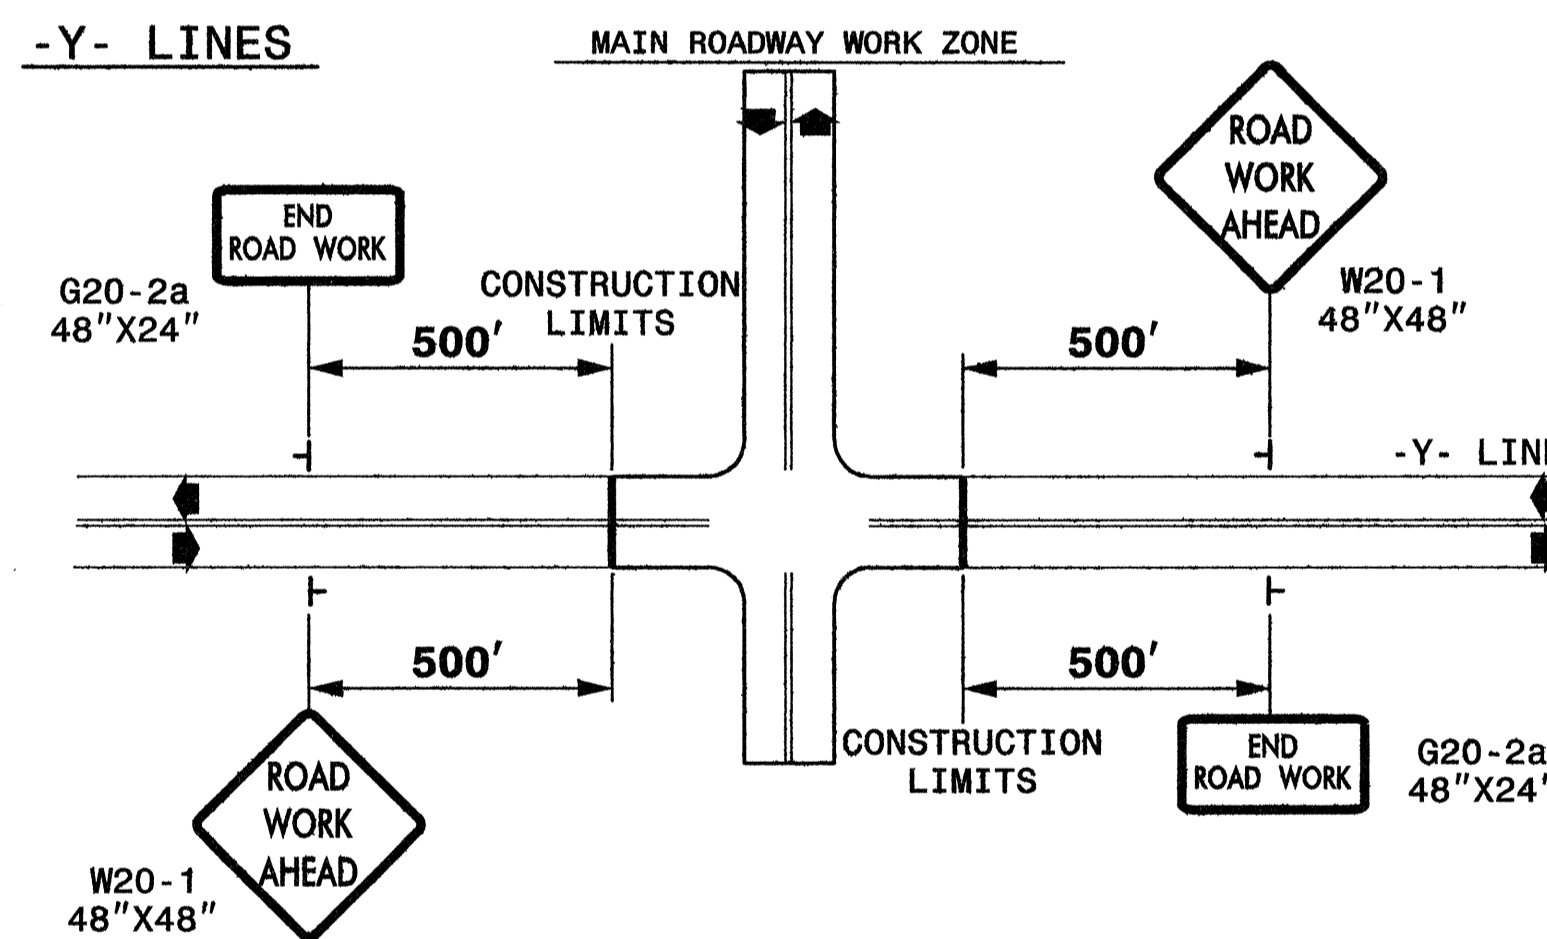 -Y- LINES
MAIN ROADWAY WORK ZONE
ROAD
WORK
AHEAD
END
ROAD WORK
G20-2a
48"X24"
CONSTRUCTION
LIMITS
W20-1
48"X48"
500'
500'
-Y- LIN
500'
500'
CONSTRUCTION
LIMITS
END
ROAD WORK
G20-2a
48"X24"
ROAD
WORK
AHEAD
W20-1
48"X48"